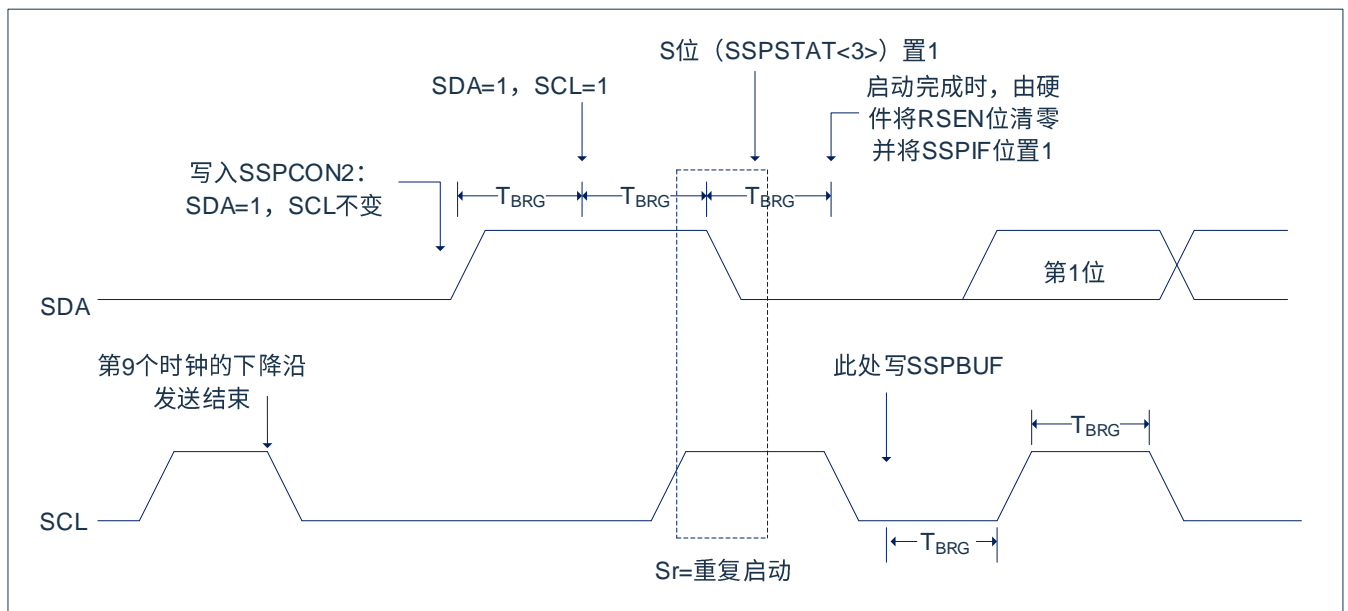 S位（SSPSTAT<3>）置1
SDA=1，SCL=1
启动完成时，由硬
件将RSEN位清零
并将SSPIF位置1
写入SSPCON2：
SDA=1，SCL不变
TBRG
TBRG
TBRG
第1位
SDA
第9个时钟的下降沿
发送结束
此处写SSPBUF
TBRG
SCL
TBRG
Sr=重复启动